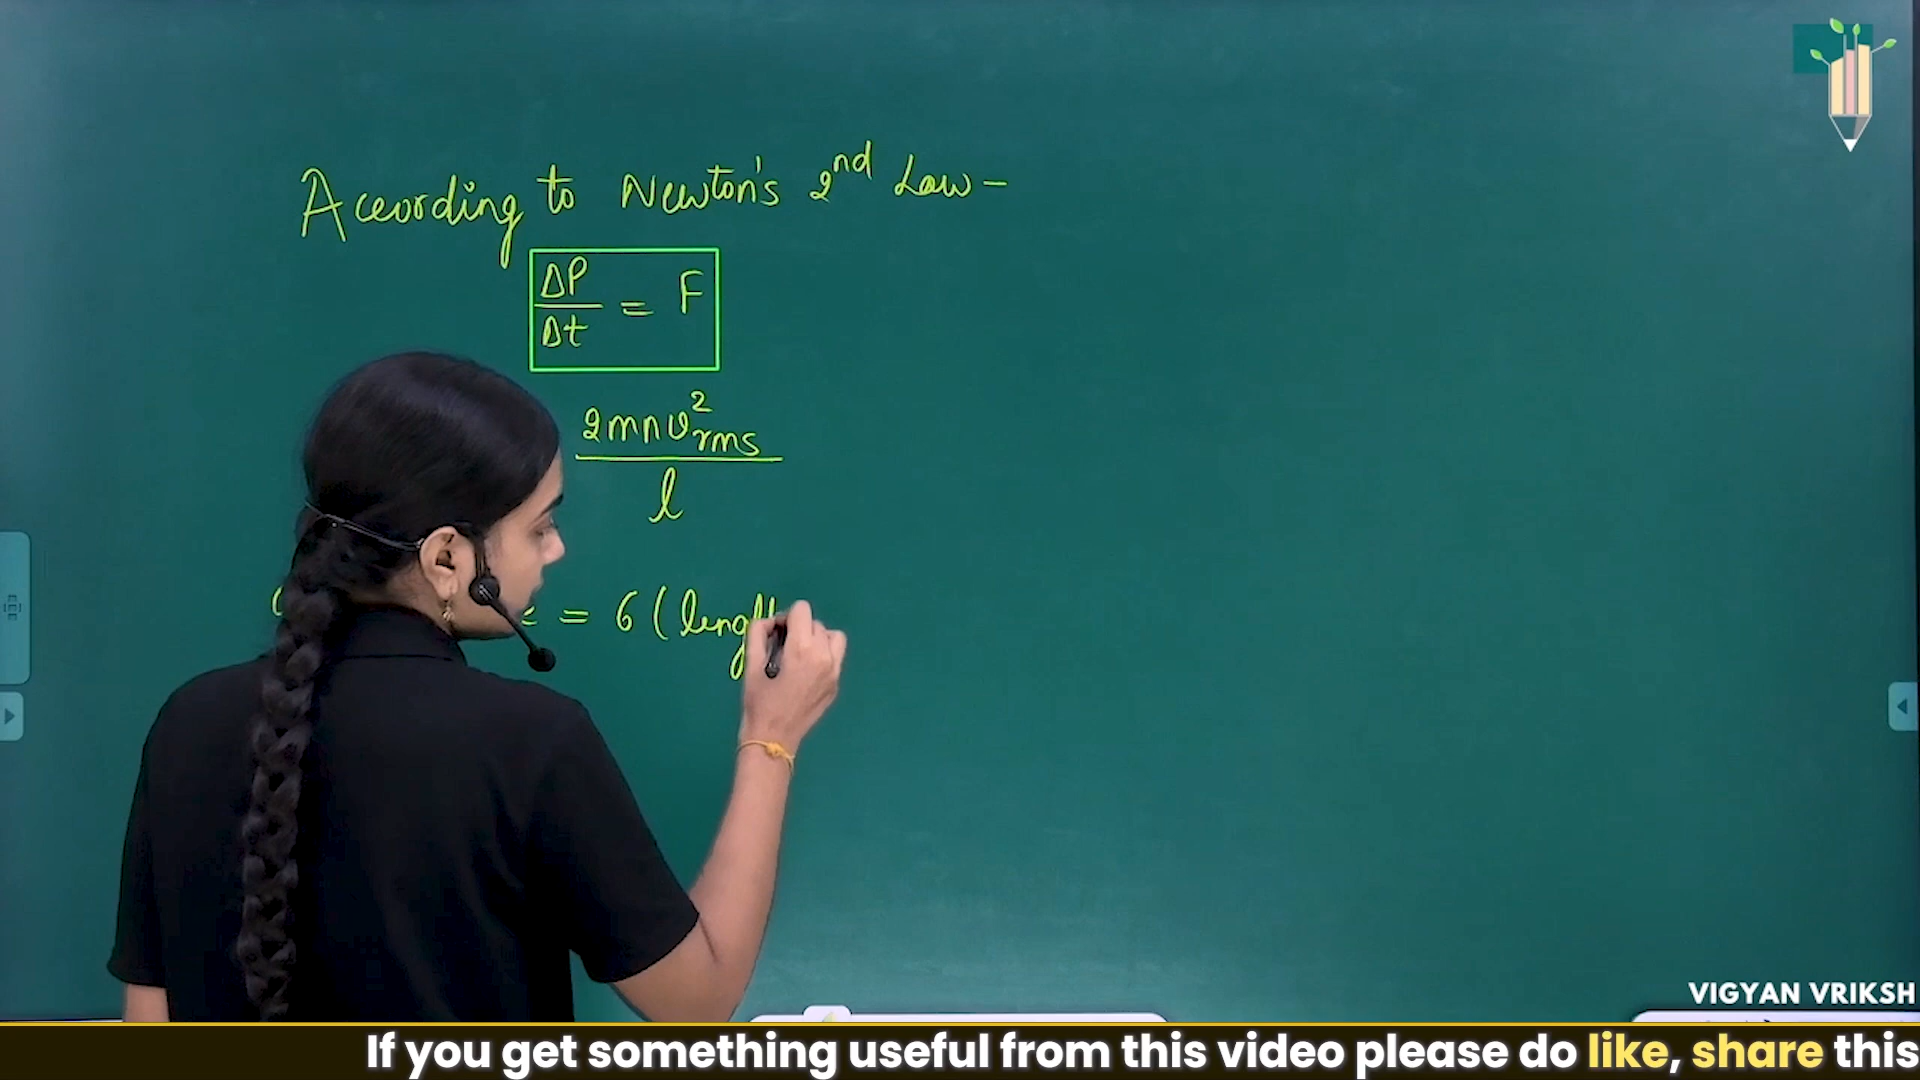 According to Newton's 2nd Law -
ΔP
Δt
= F
2mnv²rms
l
= 6 (lengt
VIGYAN VRIKSH
If you get something useful from this video please do like, share this